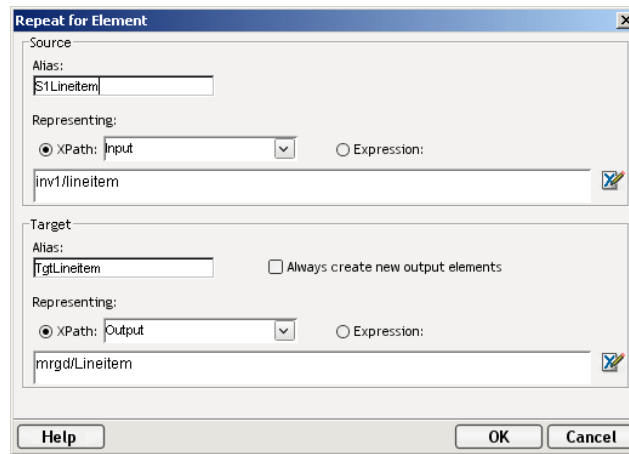 Repeat for Element
Source
Alias:
S1Lineitem
Representing:
XPath: Input
Expression:
inv1/lineitem
Target
Alias:
TgtLineitem
Always create new output elements
Representing:
XPath: Output
Expression:
mrgd/Lineitem
Help
OK
Cancel